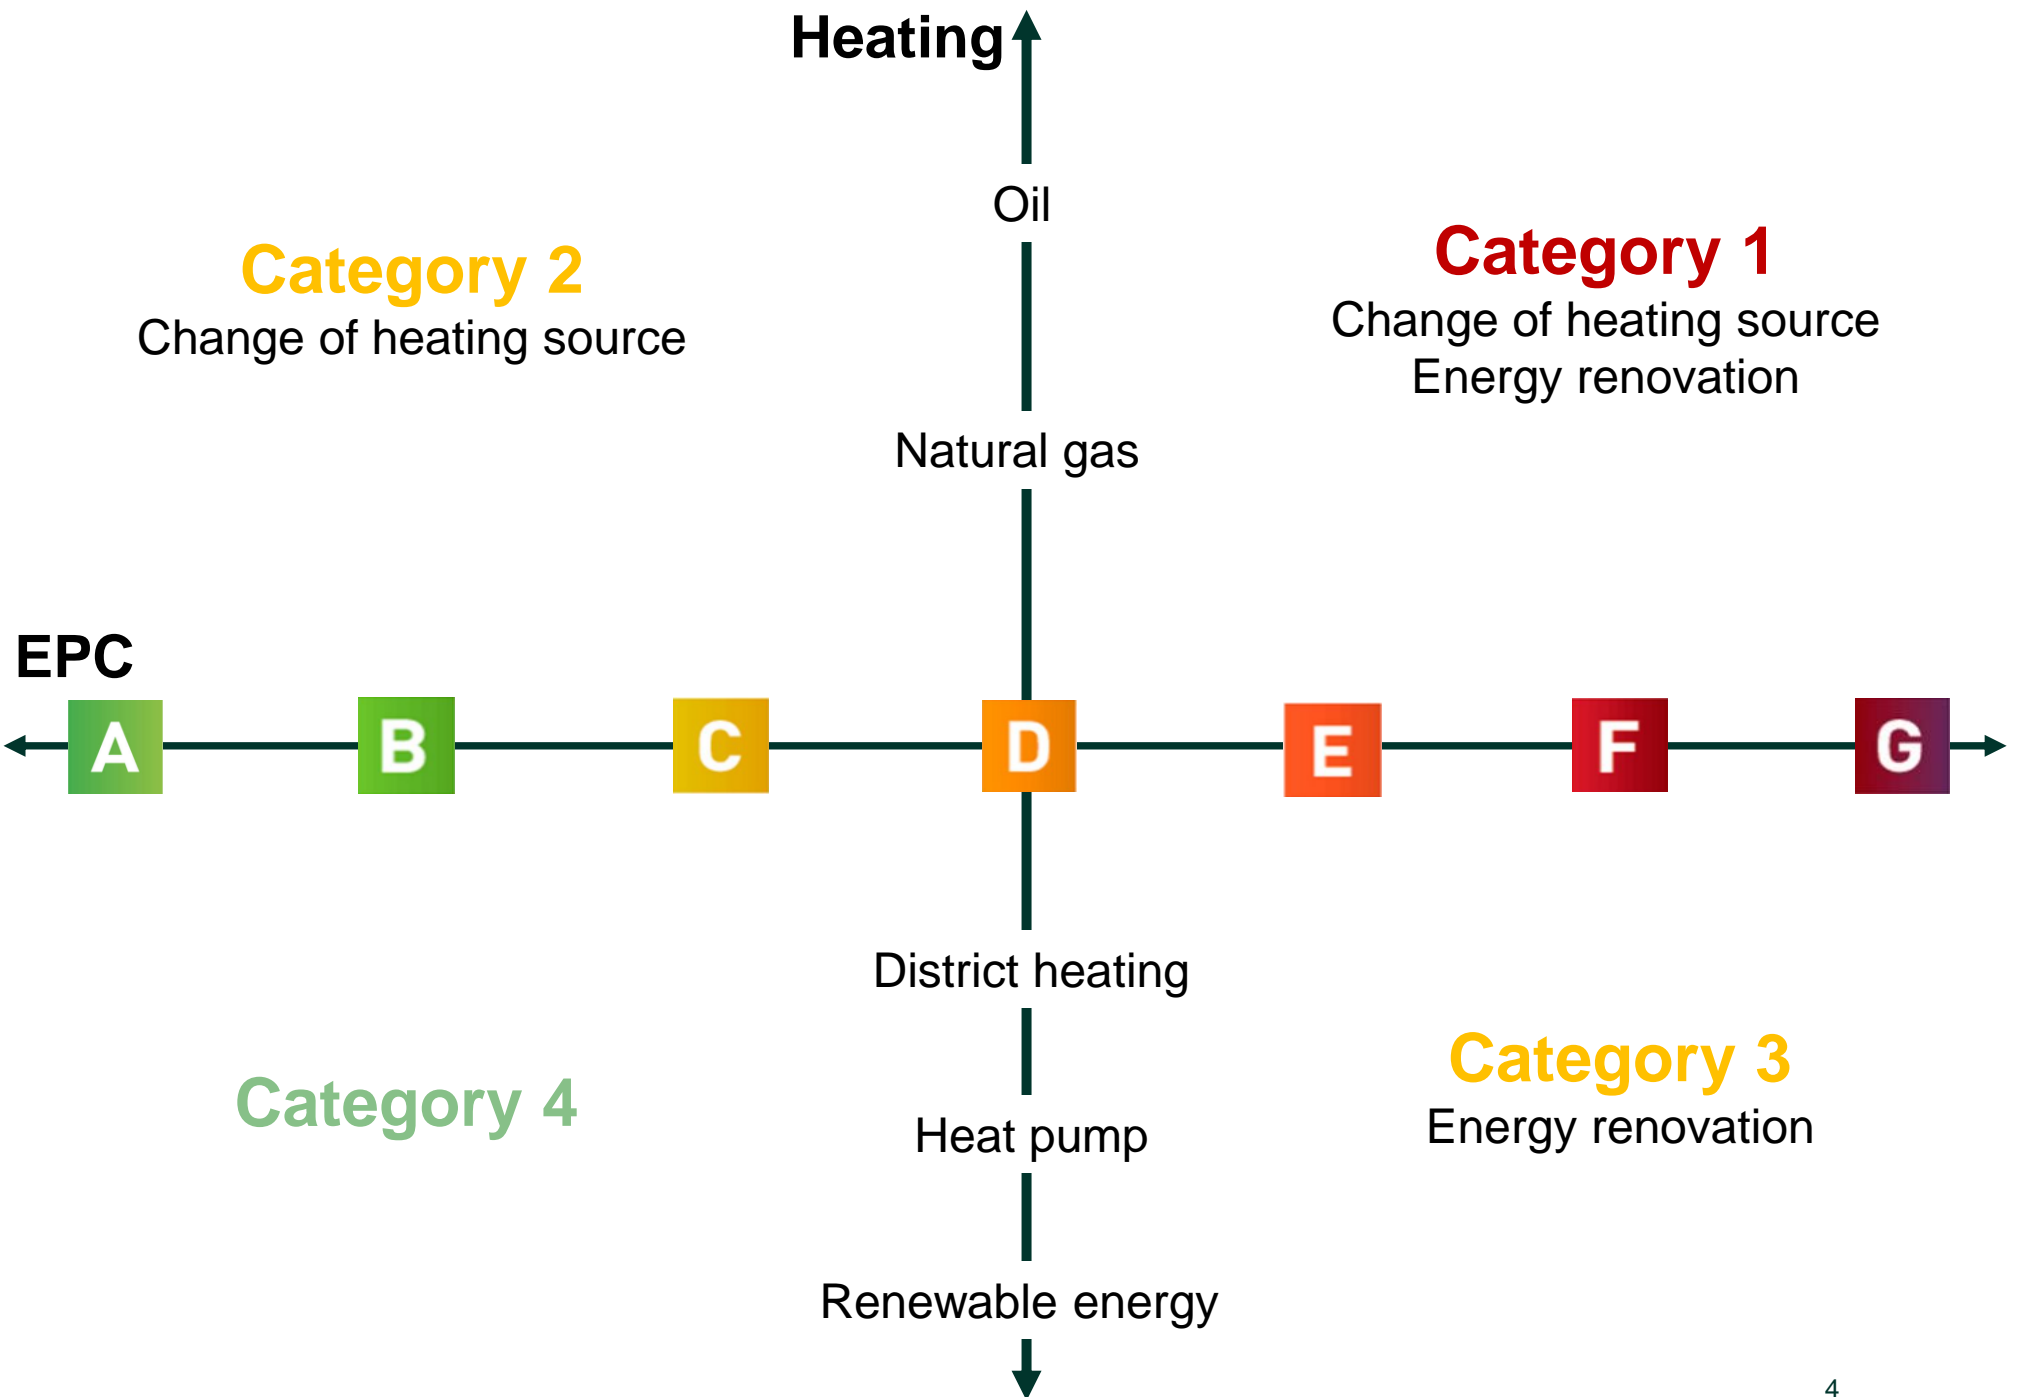 Heating
Oil
Category 2
Change of heating source
Category 1
Change of heating source
Energy renovation
Natural gas
EPC
A B C D E F G
District heating
Category 4
Heat pump
Category 3
Energy renovation
Renewable energy
4